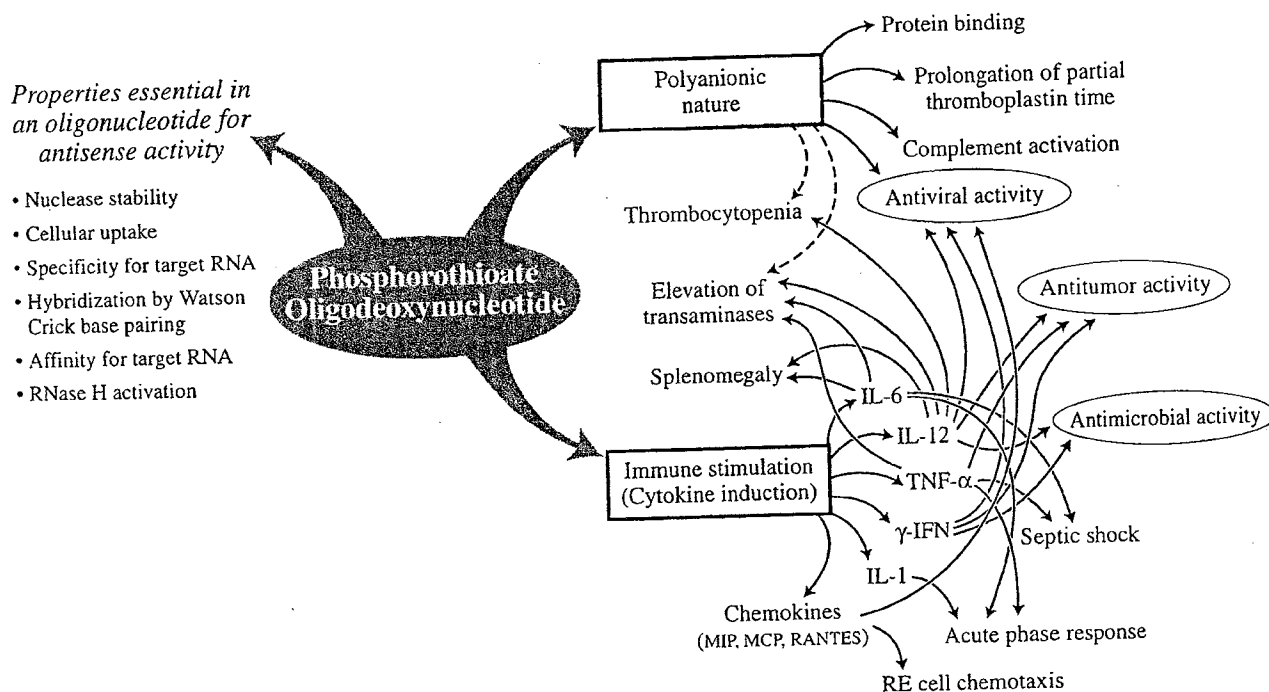 Properties essential in
an oligonucleotide for
antisense activity
• Nuclease stability
• Cellular uptake
• Specificity for target RNA
• Hybridization by Watson
Crick base pairing
• Affinity for target RNA
• RNase H activation
Phosphorothioate
Oligodeoxynucleotide
Polyanionic
nature
Protein binding
Prolongation of partial
thromboplastin time
Complement activation
Antiviral activity
Thrombocytopenia
Elevation of
transaminases
Antitumor activity
Splenomegaly
IL-6
IL-12
Antimicrobial activity
Immune stimulation
(Cytokine induction)
TNF-α
γ-IFN
Septic shock
IL-1
Chemokines
(MIP, MCP, RANTES)
Acute phase response
RE cell chemotaxis